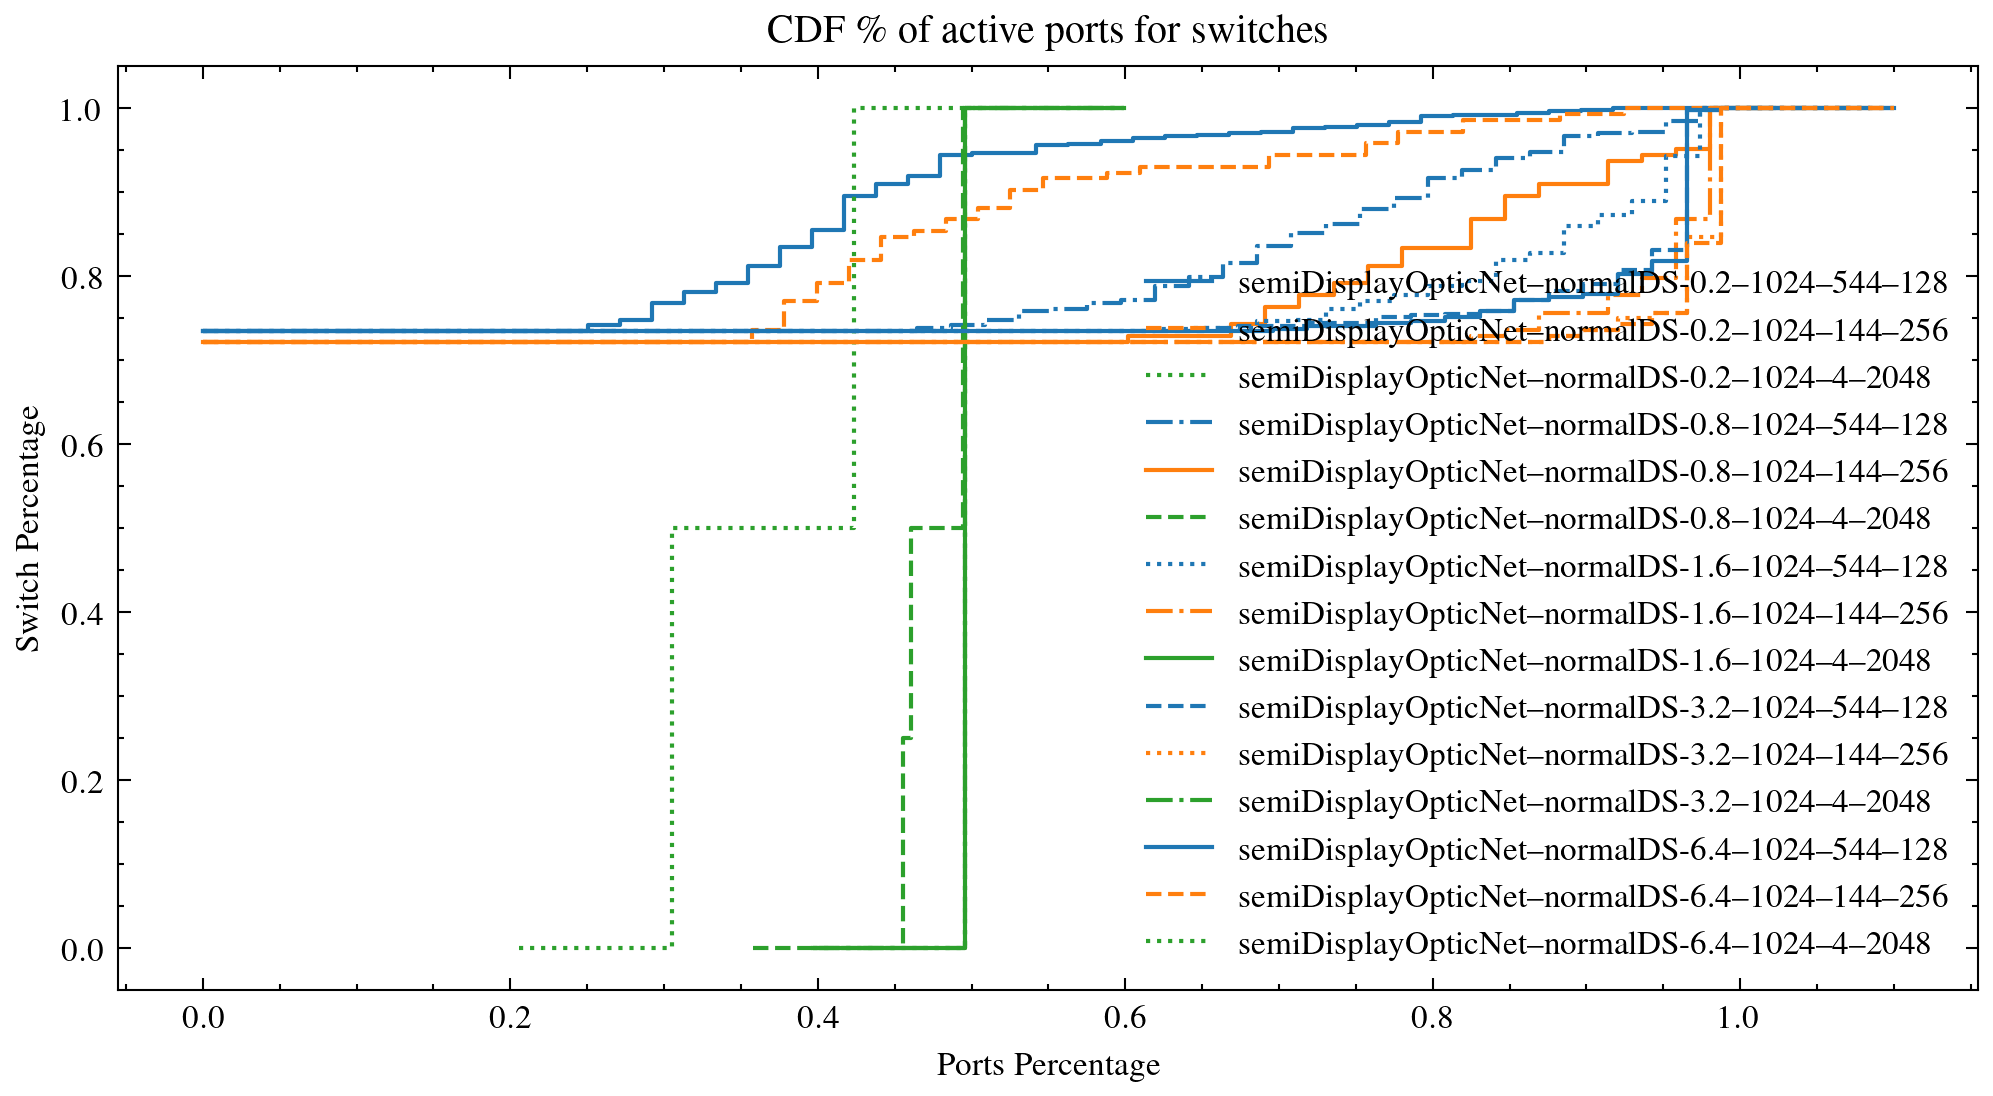 CDF % of active ports for switches
1.0
0.8
0.6
0.4
0.2
0.0
Switch Percentage
semiDisplayOpticNet–normalDS-0.2–1024–544–128
semiDisplayOpticNet–normalDS-0.2–1024–144–256
semiDisplayOpticNet–normalDS-0.2–1024–4–2048
semiDisplayOpticNet–normalDS-0.8–1024–544–128
semiDisplayOpticNet–normalDS-0.8–1024–144–256
semiDisplayOpticNet–normalDS-0.8–1024–4–2048
semiDisplayOpticNet–normalDS-1.6–1024–544–128
semiDisplayOpticNet–normalDS-1.6–1024–144–256
semiDisplayOpticNet–normalDS-1.6–1024–4–2048
semiDisplayOpticNet–normalDS-3.2–1024–544–128
semiDisplayOpticNet–normalDS-3.2–1024–144–256
semiDisplayOpticNet–normalDS-3.2–1024–4–2048
semiDisplayOpticNet–normalDS-6.4–1024–544–128
semiDisplayOpticNet–normalDS-6.4–1024–144–256
semiDisplayOpticNet–normalDS-6.4–1024–4–2048
0.0 0.2 0.4 0.6 0.8 1.0
Ports Percentage